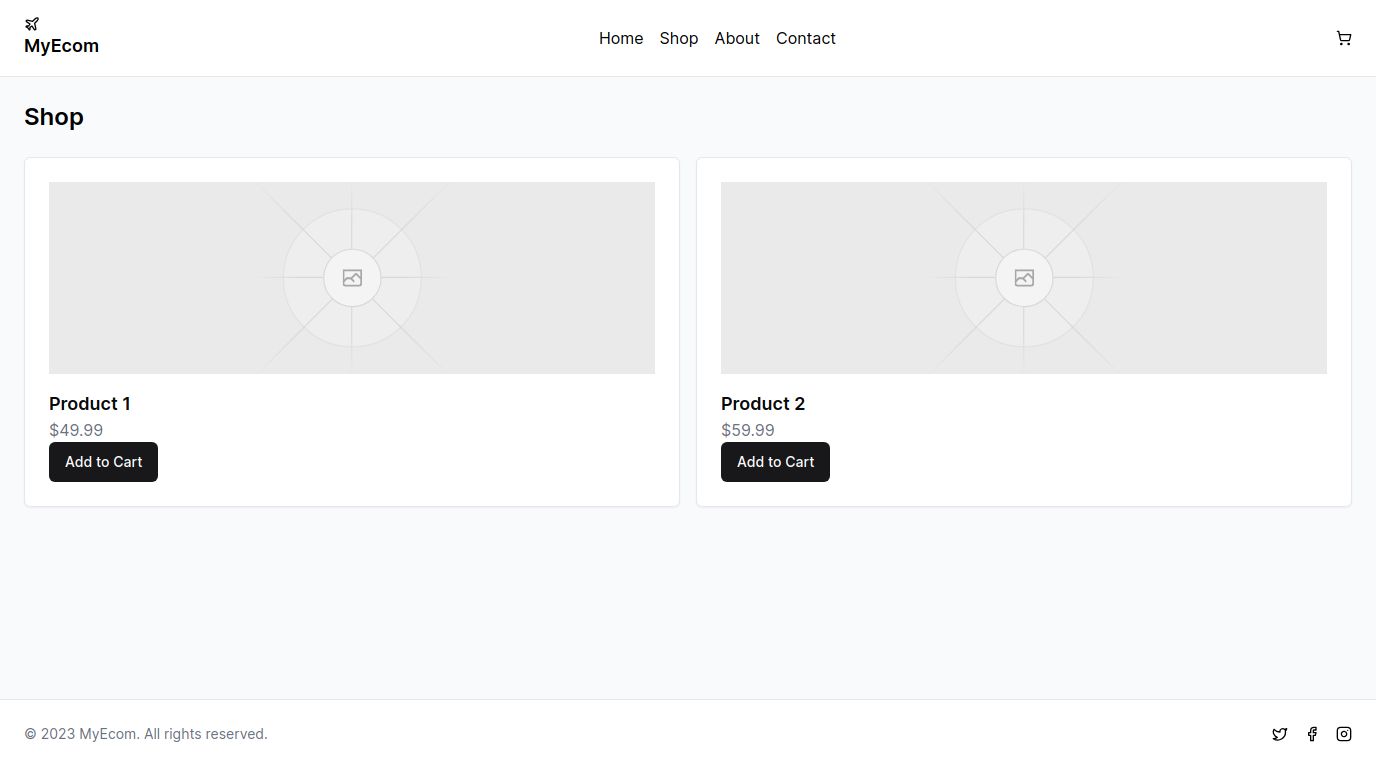 MyEcom
Home Shop About Contact
Shop
Product 1
$49.99
Add to Cart
Product 2
$59.99
Add to Cart
© 2023 MyEcom. All rights reserved.